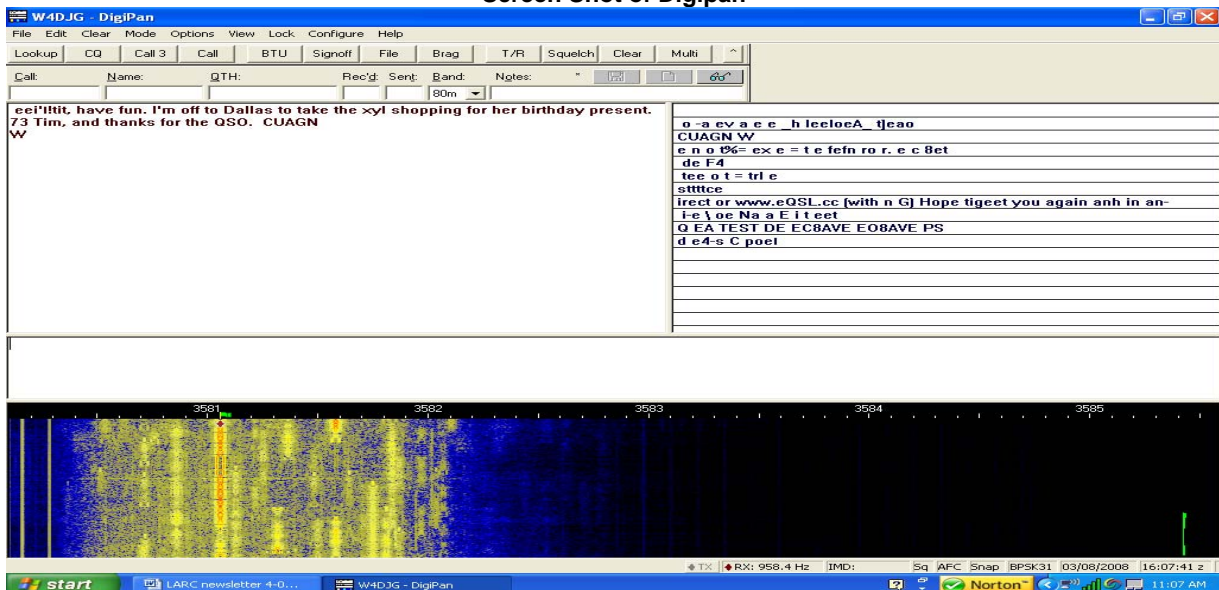 Screen Shot of Digipan
W4DJG - DigiPan
File Edit Clear Mode Options View Lock Configure Help
Lookup CQ Call 3 Call BTU Signoff File Brag T/R Squelch Clear Multi ^
Call: Name: QTH: Rec'd: Sent: Band: Notes: "
80m
eei'!!tit, have fun. I'm off to Dallas to take the xyl shopping for her birthday present.
73 Tim, and thanks for the QSO. CUAGN
W
o -a ev a e e _h leeloeA_ t]eao
CUAGN W
e n o t%= ex e = t e fefn ro r. e c 8et
de F4
tee o t = trl e
sttttce
irect or www.eQSL.cc (with n G) Hope tigeet you again anh in an-
i-e \ oe Na a E i t eet
Q EA TEST DE EC8AVE EO8AVE PS
d e4-s C poel
3581 3582 3583 3584 3585
TX RX: 958.4 Hz IMD: Sq AFC Snap BPSK31 03/08/2008 16:07:41 z
start LARC newsletter 4-0... W4DJG - DigiPan Norton 11:07 AM